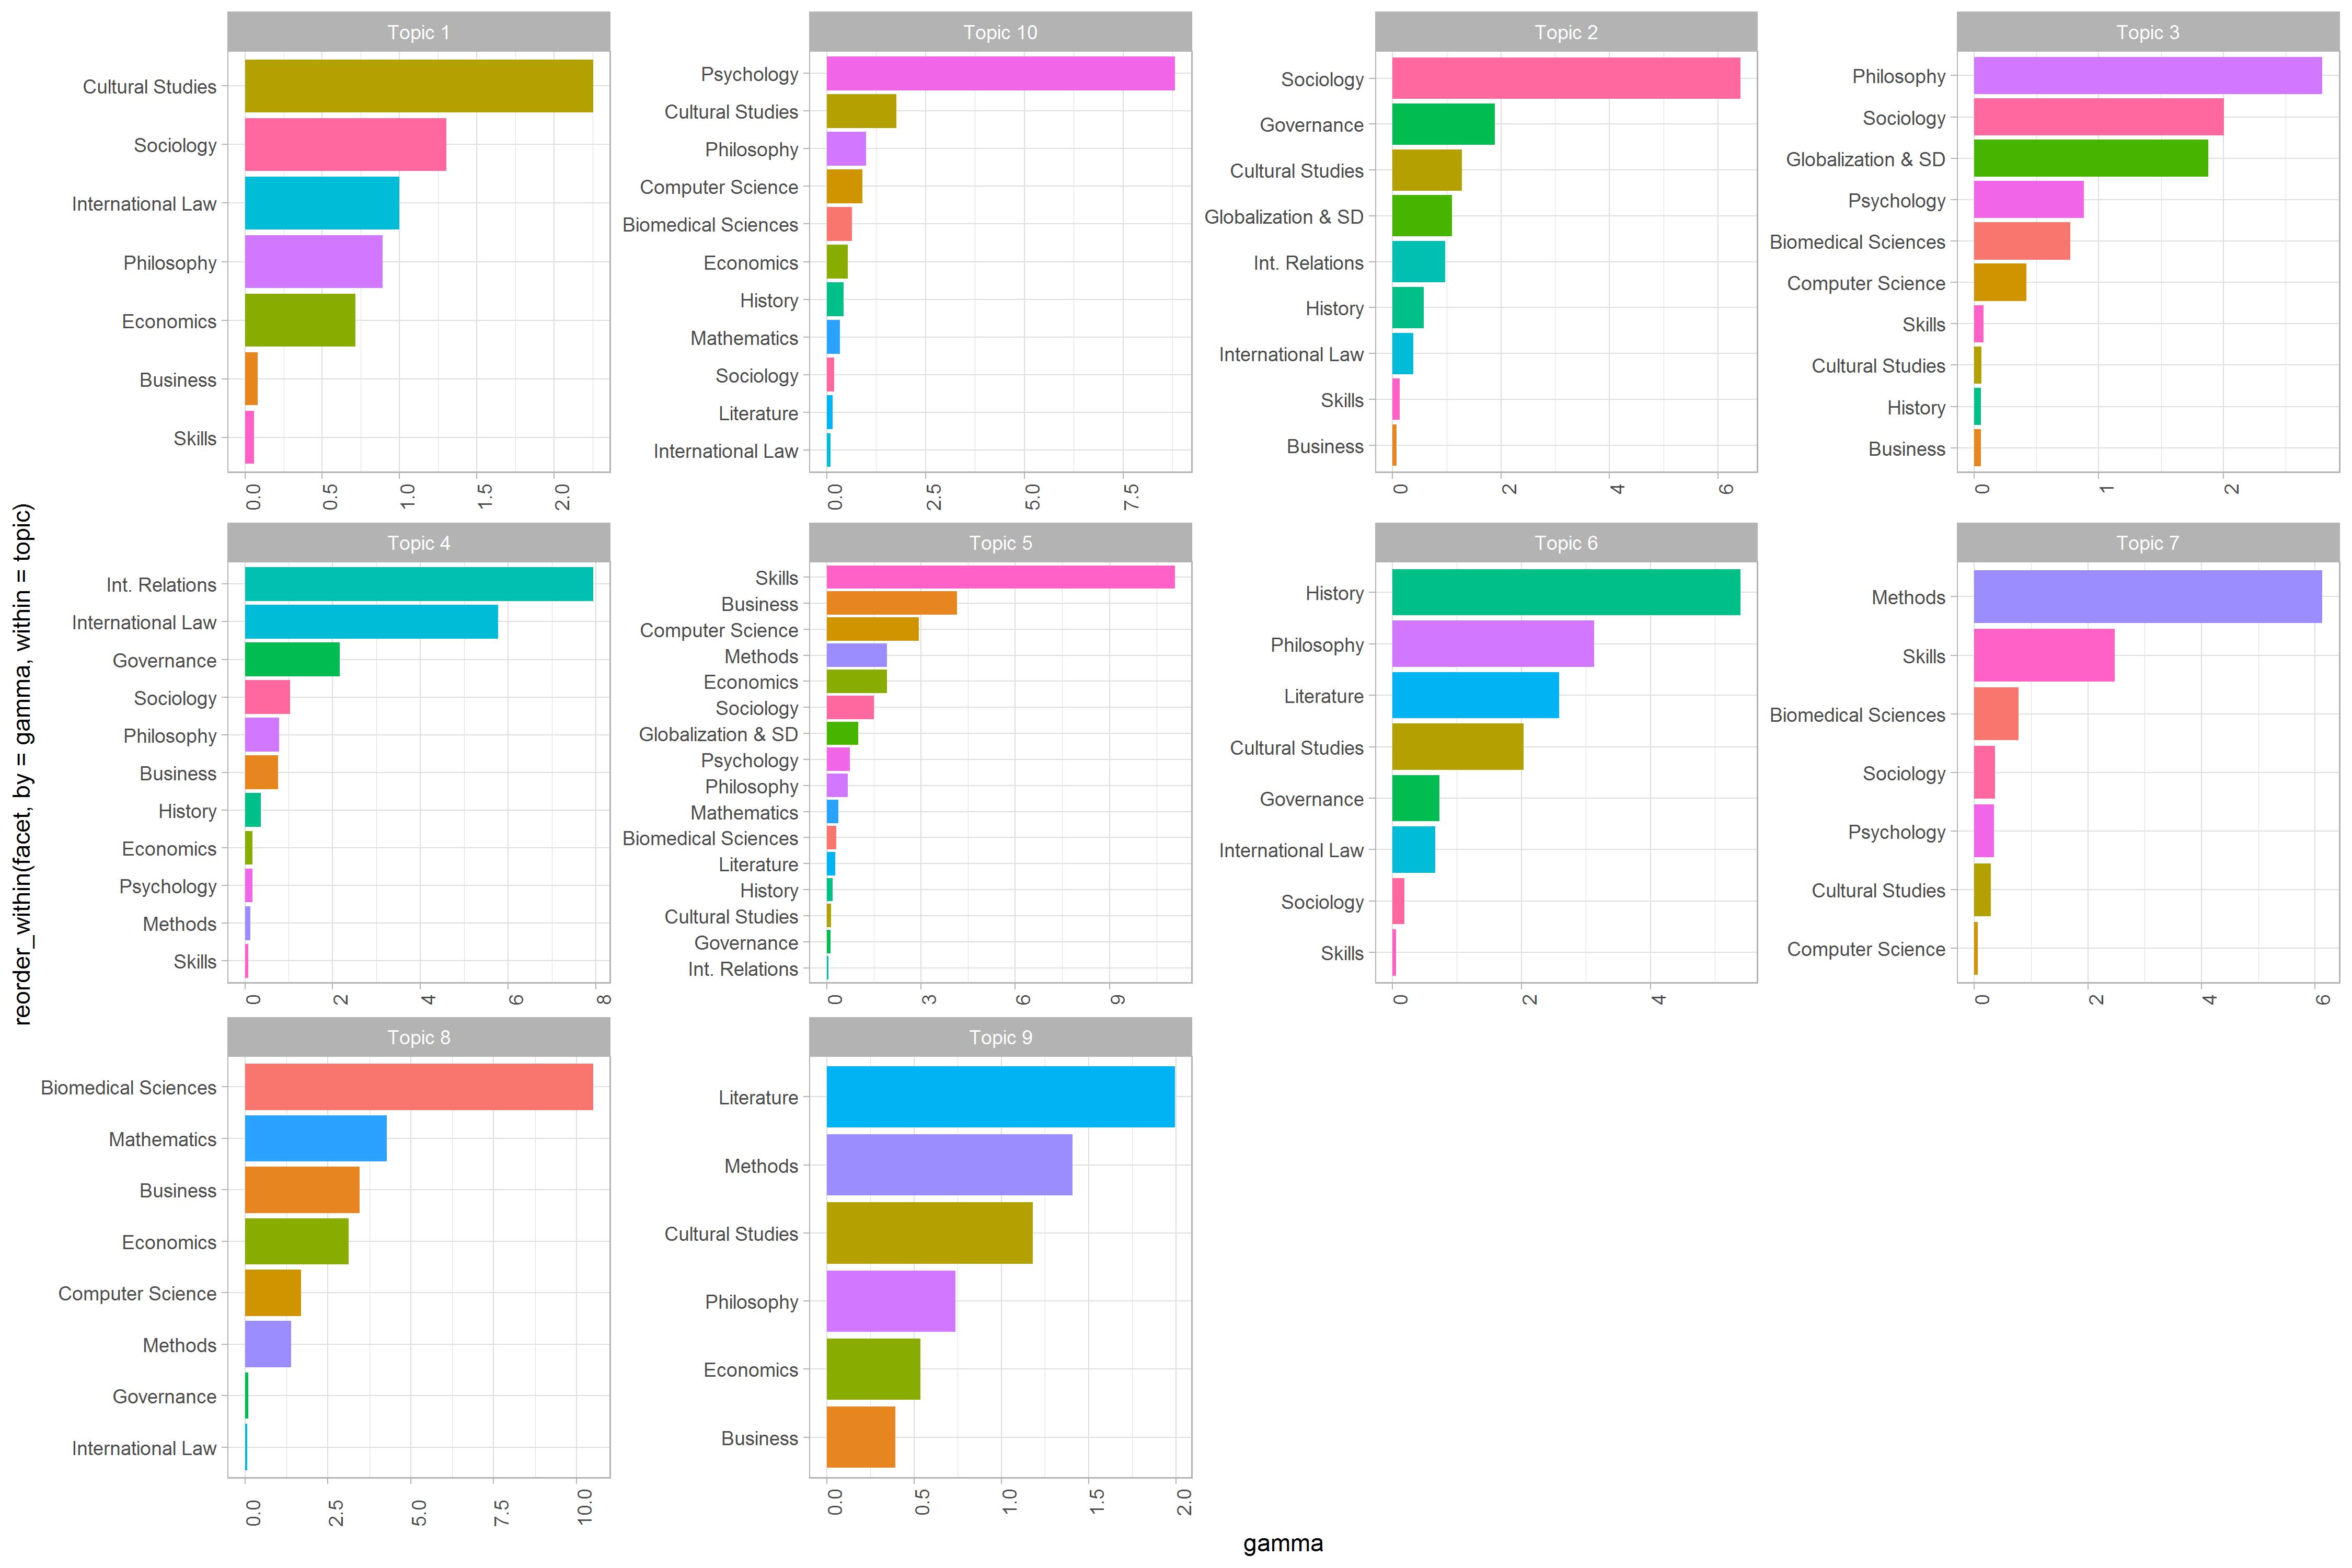 reorder_within(facet, by = gamma, within = topic)
Topic 1
Cultural Studies
Sociology
International Law
Philosophy
Economics
Business
Skills
0.0 0.5 1.0 1.5 2.0
Topic 10
Psychology
Cultural Studies
Philosophy
Computer Science
Biomedical Sciences
Economics
History
Mathematics
Sociology
Literature
International Law
0.0 2.5 5.0 7.5
Topic 2
Sociology
Governance
Cultural Studies
Globalization & SD
Int. Relations
History
International Law
Skills
Business
0 2 4 6
Topic 3
Philosophy
Sociology
Globalization & SD
Psychology
Biomedical Sciences
Computer Science
Skills
Cultural Studies
History
Business
0 1 2
Topic 4
Int. Relations
International Law
Governance
Sociology
Philosophy
Business
History
Economics
Psychology
Methods
Skills
0 2 4 6 8
Topic 5
Skills
Business
Computer Science
Methods
Economics
Sociology
Globalization & SD
Psychology
Philosophy
Mathematics
Biomedical Sciences
Literature
History
Cultural Studies
Governance
Int. Relations
0 3 6 9
Topic 6
History
Philosophy
Literature
Cultural Studies
Governance
International Law
Sociology
Skills
0 2 4
Topic 7
Methods
Skills
Biomedical Sciences
Sociology
Psychology
Cultural Studies
Computer Science
0 2 4 6
Topic 8
Biomedical Sciences
Mathematics
Business
Economics
Computer Science
Methods
Governance
International Law
0.0 2.5 5.0 7.5 10.0
Topic 9
Literature
Methods
Cultural Studies
Philosophy
Economics
Business
0.0 0.5 1.0 1.5 2.0
gamma